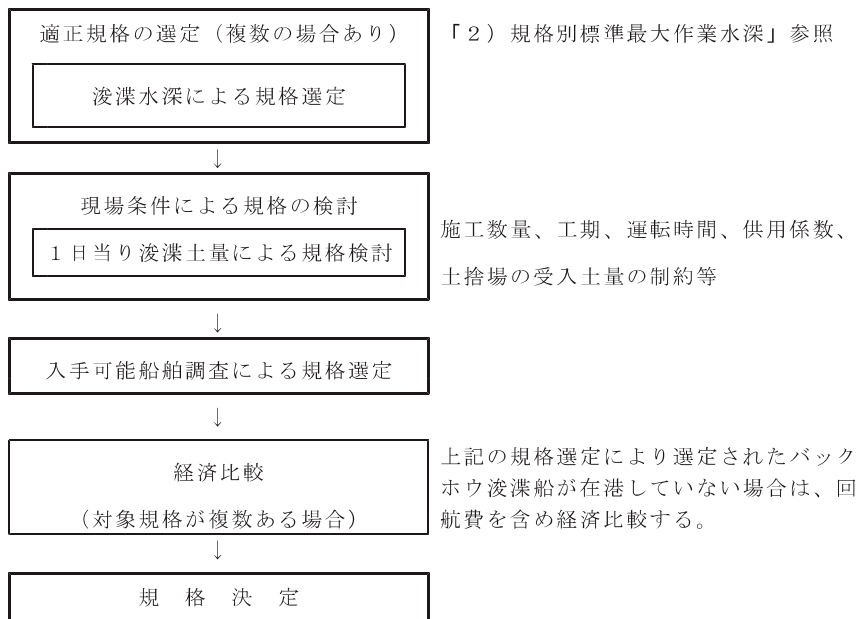 適正規格の選定（複数の場合あり）
「２）規格別標準最大作業水深」参照
浚渫水深による規格選定
↓
現場条件による規格の検討
１日当り浚渫土量による規格検討
施工数量、工期、運転時間、供用係数、
土捨場の受入土量の制約等
↓
入手可能船舶調査による規格選定
↓
経済比較
（対象規格が複数ある場合）
上記の規格選定により選定されたバック
ホウ浚渫船が在港していない場合は、回
航費を含め経済比較する。
↓
規　格　決　定